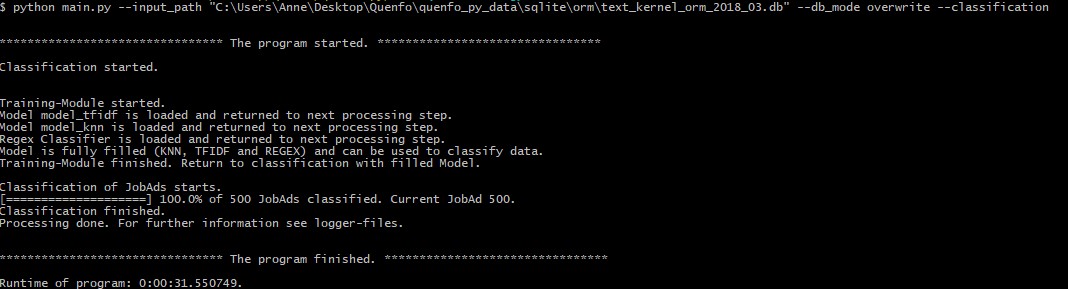 $ python main.py --input_path "C:\Users\Anne\Desktop\Quenfo\quenfo_py_data\sqlite\orm\text_kernel_orm_2018_03.db" --db_mode overwrite --classification
******************************** The program started. ********************************
Classification started.
Training-Module started.
Model model_tfidf is loaded and returned to next processing step.
Model model_knn is loaded and returned to next processing step.
Regex Classifier is loaded and returned to next processing step.
Model is fully filled (KNN, TFIDF and REGEX) and can be used to classify data.
Training-Module finished. Return to classification with filled Model.
Classification of JobAds starts.
[====================] 100.0% of 500 JobAds classified. Current JobAd 500.
Classification finished.
Processing done. For further information see logger-files.
******************************** The program finished. ********************************
Runtime of program: 0:00:31.550749.